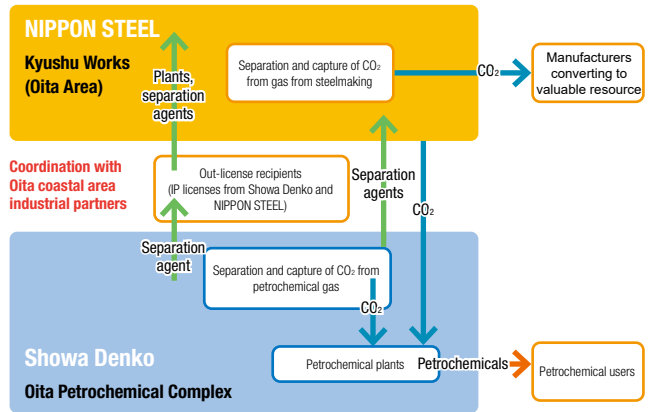 NIPPON STEEL
Kyushu Works
(Oita Area)
Plants,
separation
agents
Separation and capture of CO₂
from gas from steelmaking
CO₂
Manufacturers
converting to
valuable resource
Coordination with
Oita coastal area
industrial partners
Out-license recipients
(IP licenses from Showa Denko and
NIPPON STEEL)
Separation
agents
CO₂
Separation
agent
Separation and capture of CO₂ from
petrochemical gas
CO₂
Showa Denko
Oita Petrochemical Complex
Petrochemical plants
Petrochemicals
Petrochemical users